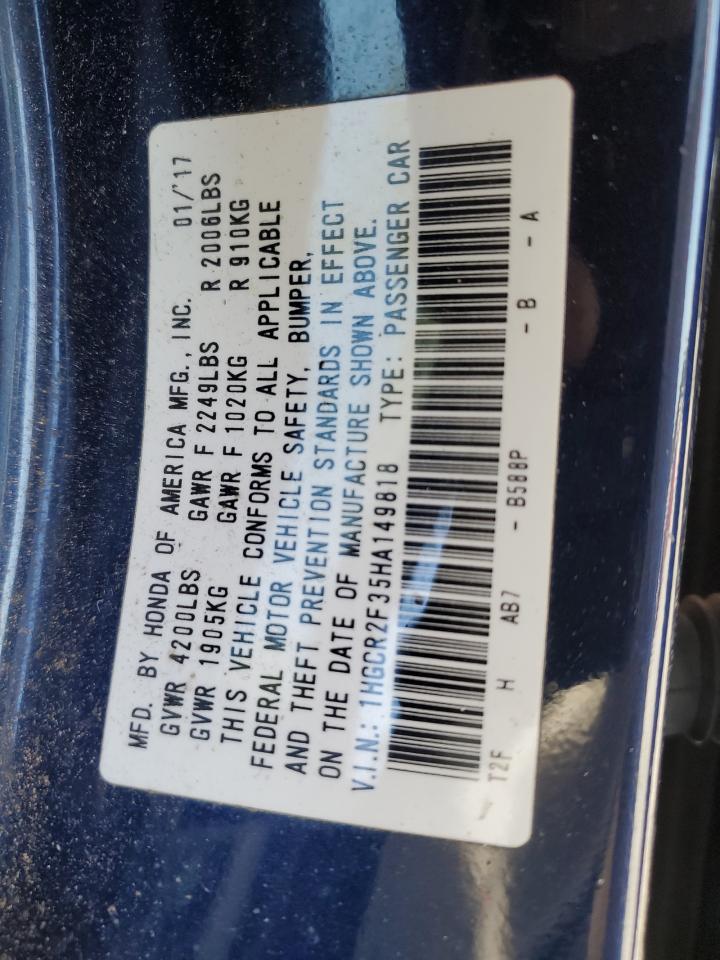 MFD. BY HONDA OF AMERICA MFG., INC. 01/'17
GVWR 4200LBS GAWR F 2249LBS R 2006LBS
GVWR 1905KG GAWR F 1020KG R 910KG
THIS VEHICLE CONFORMS TO ALL APPLICABLE
FEDERAL MOTOR VEHICLE SAFETY, BUMPER,
AND THEFT PREVENTION STANDARDS IN EFFECT
ON THE DATE OF MANUFACTURE SHOWN ABOVE.
V.I.N.: 1HGCR2F35HA149818 TYPE: PASSENGER CAR
T2F H AB7 - B588P - B - A